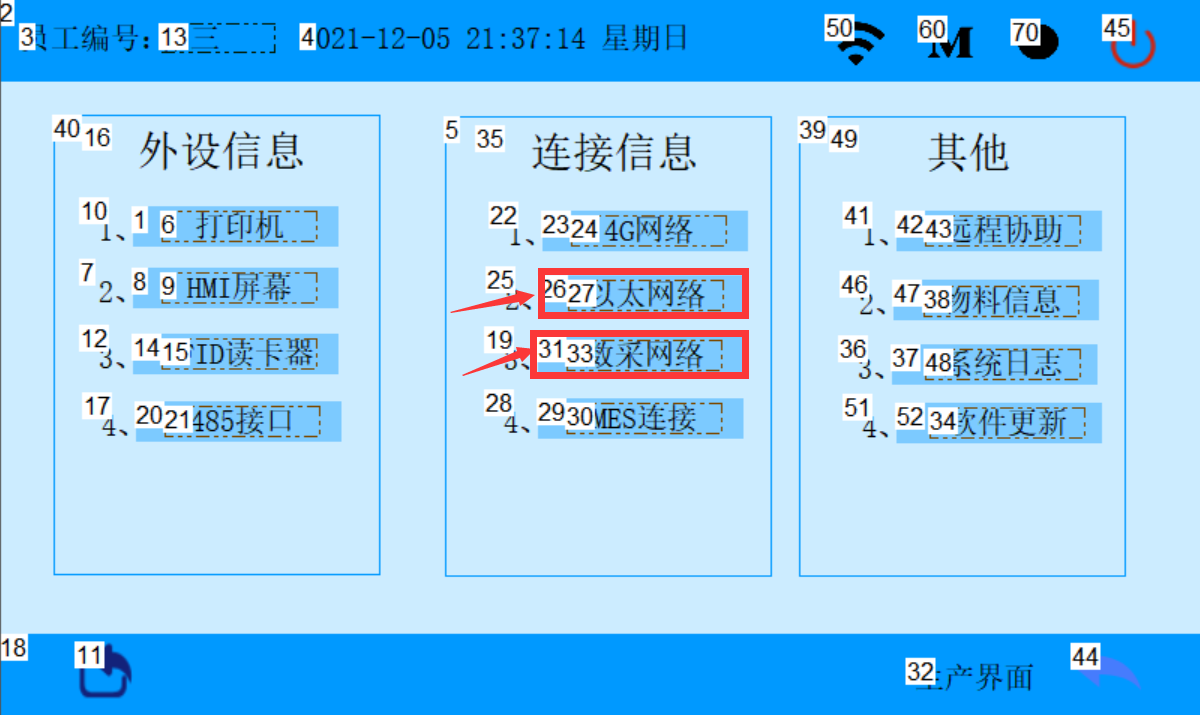 2
3 员工编号: 13 三 4 021-12-05 21:37:14 星期日 50 60 M 70 45
40 16 外设信息
10 1、 1 6 打印机
7 2、 8 9 HMI屏幕
12 3、 14 15 ID读卡器
17 4、 20 21 485接口
5 35 连接信息
22 1、 23 24 4G网络
25 2、 26 27 以太网络
19 3、 31 33 数采网络
28 4、 29 30 MES连接
39 49 其他
41 1、 42 43 远程协助
46 2、 47 38 物料信息
36 3、 37 48 系统日志
51 4、 52 34 软件更新
18 11 32 生产界面 44